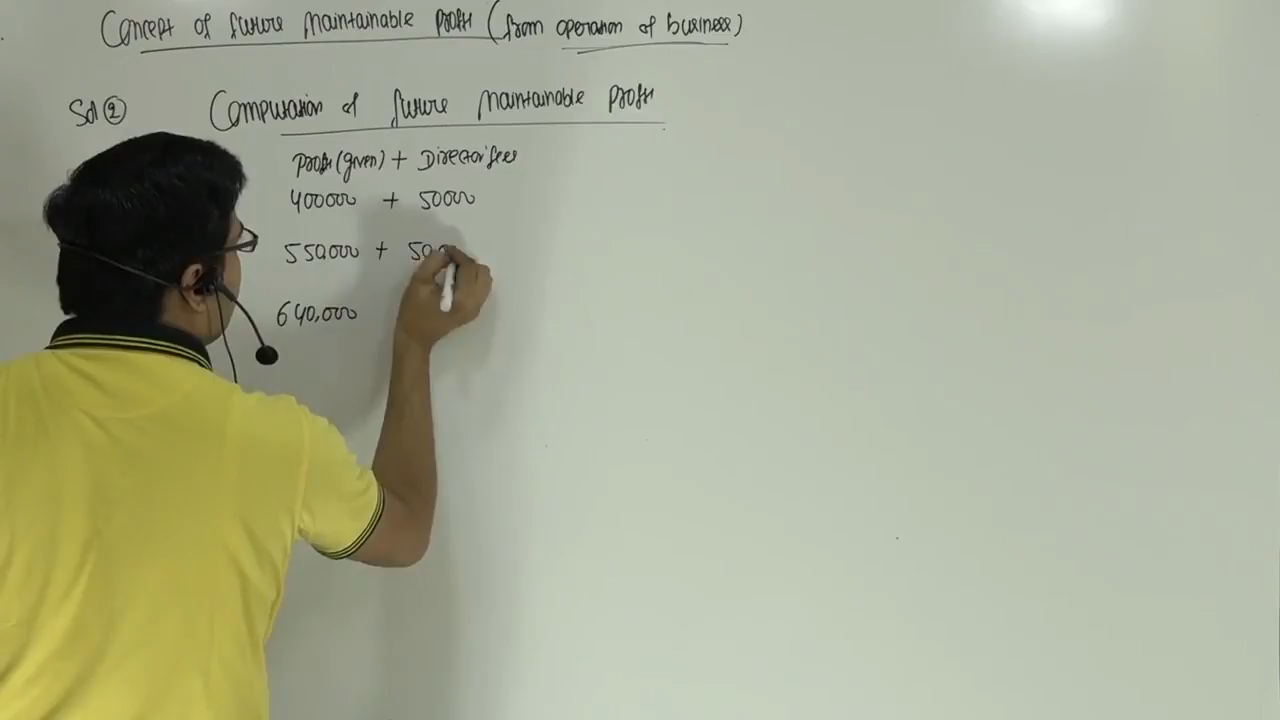 Concept of future Maintainable Profit (from operation of business)
Sol ② Computation of future Maintainable Profit
Profit (given) + Director fees
400000 + 50000
550000 + 500
640,000